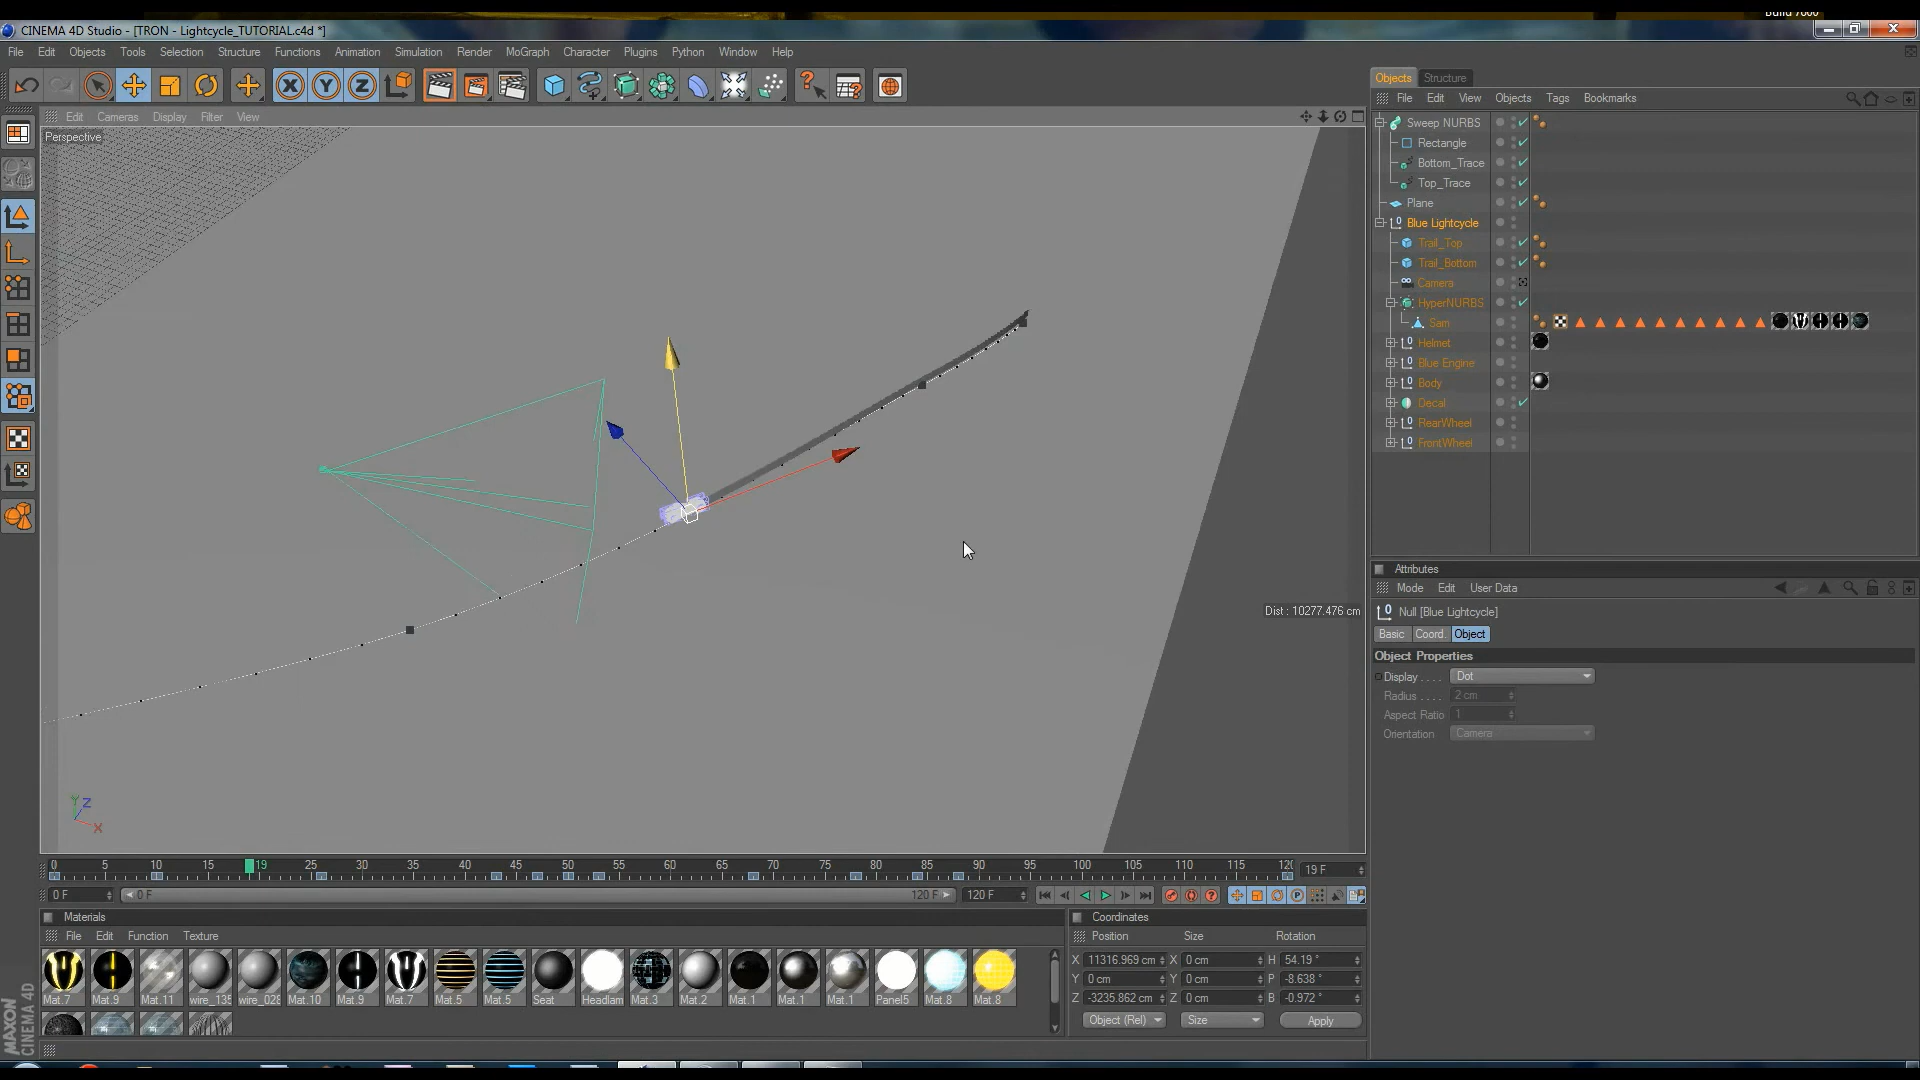 Build 7600
CINEMA 4D Studio - [TRON - Lightcycle_TUTORIAL.c4d *]
File Edit Objects Tools Selection Structure Functions Animation Simulation Render MoGraph Character Plugins Python Window Help
X Y Z
Objects Structure
File Edit View Objects Tags Bookmarks
Edit Cameras Display Filter View
Perspective
Sweep NURBS
Rectangle
Bottom_Trace
Top_Trace
Plane
Blue Lightcycle
Trail_Top
Trail_Bottom
Camera
HyperNURBS
Sam
Helmet
Blue Engine
Body
Decal
RearWheel
FrontWheel
Attributes
Mode Edit User Data
Null [Blue Lightcycle]
Basic Coord. Object
Object Properties
Display . . . . Dot
Radius . . . . 2 cm
Aspect Ratio 1
Orientation Camera
Dist : 10277.476 cm
Y Z
X
0 5 10 15 19 25 30 35 40 45 50 55 60 65 70 75 80 85 90 95 100 105 110 115 120 19 F
0 F 0 F 120 F 120 F
Materials
File Edit Function Texture
Mat.7 Mat.9 Mat.11 wire_135 wire_028 Mat.10 Mat.9 Mat.7 Mat.5 Mat.5 Seat Headlam Mat.3 Mat.2 Mat.1 Mat.1 Mat.1 Panel5 Mat.8 Mat.8
Coordinates
Position Size Rotation
X 11316.969 cm X 0 cm H 54.19 °
Y 0 cm Y 0 cm P -8.638 °
Z -3235.862 cm Z 0 cm B -0.972 °
Object (Rel) Size Apply
MAXON
CINEMA 4D